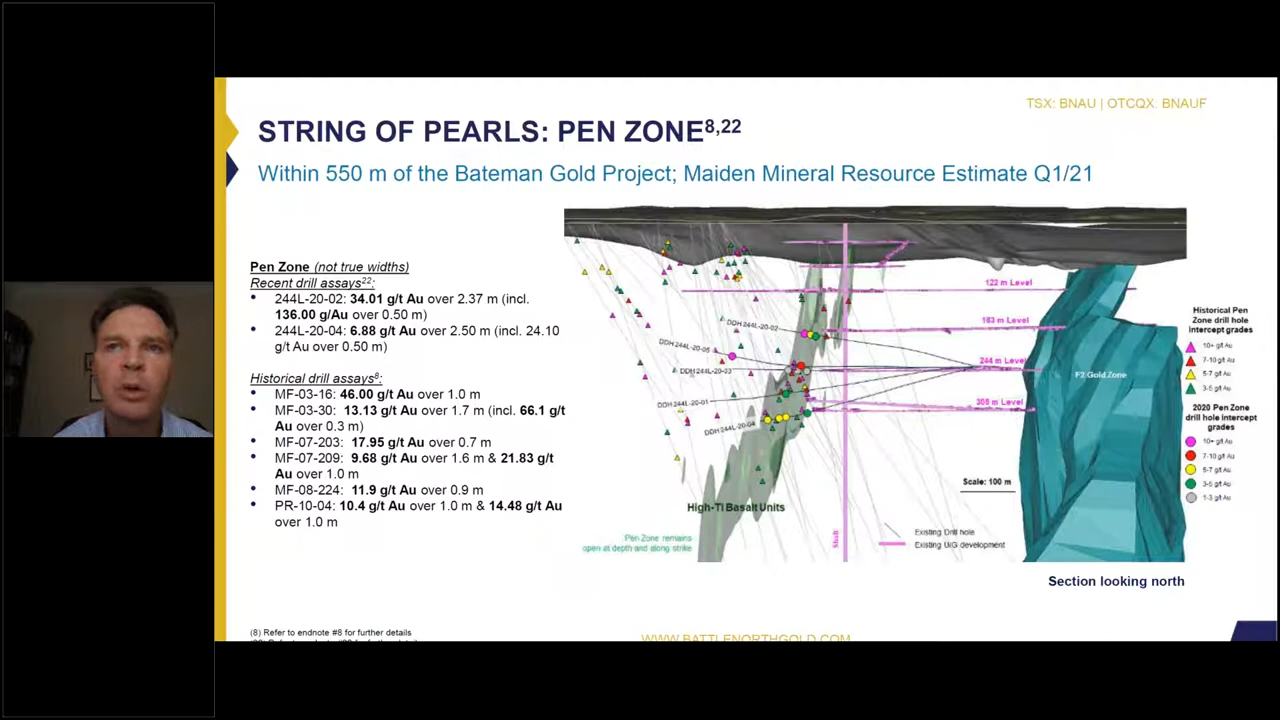 TSX: BNAU | OTCQX: BNAUF
STRING OF PEARLS: PEN ZONE8,22
Within 550 m of the Bateman Gold Project; Maiden Mineral Resource Estimate Q1/21
Pen Zone (not true widths)
Recent drill assays22:
• 244L-20-02: 34.01 g/t Au over 2.37 m (incl.
136.00 g/Au over 0.50 m)
• 244L-20-04: 6.88 g/t Au over 2.50 m (incl. 24.10
g/t Au over 0.50 m)
Historical drill assays8:
• MF-03-16: 46.00 g/t Au over 1.0 m
• MF-03-30: 13.13 g/t Au over 1.7 m (incl. 66.1 g/t
Au over 0.3 m)
• MF-07-203: 17.95 g/t Au over 0.7 m
• MF-07-209: 9.68 g/t Au over 1.6 m & 21.83 g/t
Au over 1.0 m
• MF-08-224: 11.9 g/t Au over 0.9 m
• PR-10-04: 10.4 g/t Au over 1.0 m & 14.48 g/t Au
over 1.0 m
122 m Level
183 m Level
244 m Level
305 m Level
DDH 244L-20-02
DDH 244L-20-05
DDH 244L-20-03
DDH 244L-20-01
DDH 244L-20-04
F2 Gold Zone
High-Ti Basalt Units
Pen Zone remains
open at depth and along strike
Shaft
Scale: 100 m
Existing Drill hole
Existing U/G development
Historical Pen
Zone drill hole
intercept grades
10+ g/t Au
7-10 g/t Au
5-7 g/t Au
3-5 g/t Au
2020 Pen Zone
drill hole intercept
grades
10+ g/t Au
7-10 g/t Au
5-7 g/t Au
3-5 g/t Au
1-3 g/t Au
Section looking north
(8) Refer to endnote #8 for further details
WWW.BATTLENORTHGOLD.COM